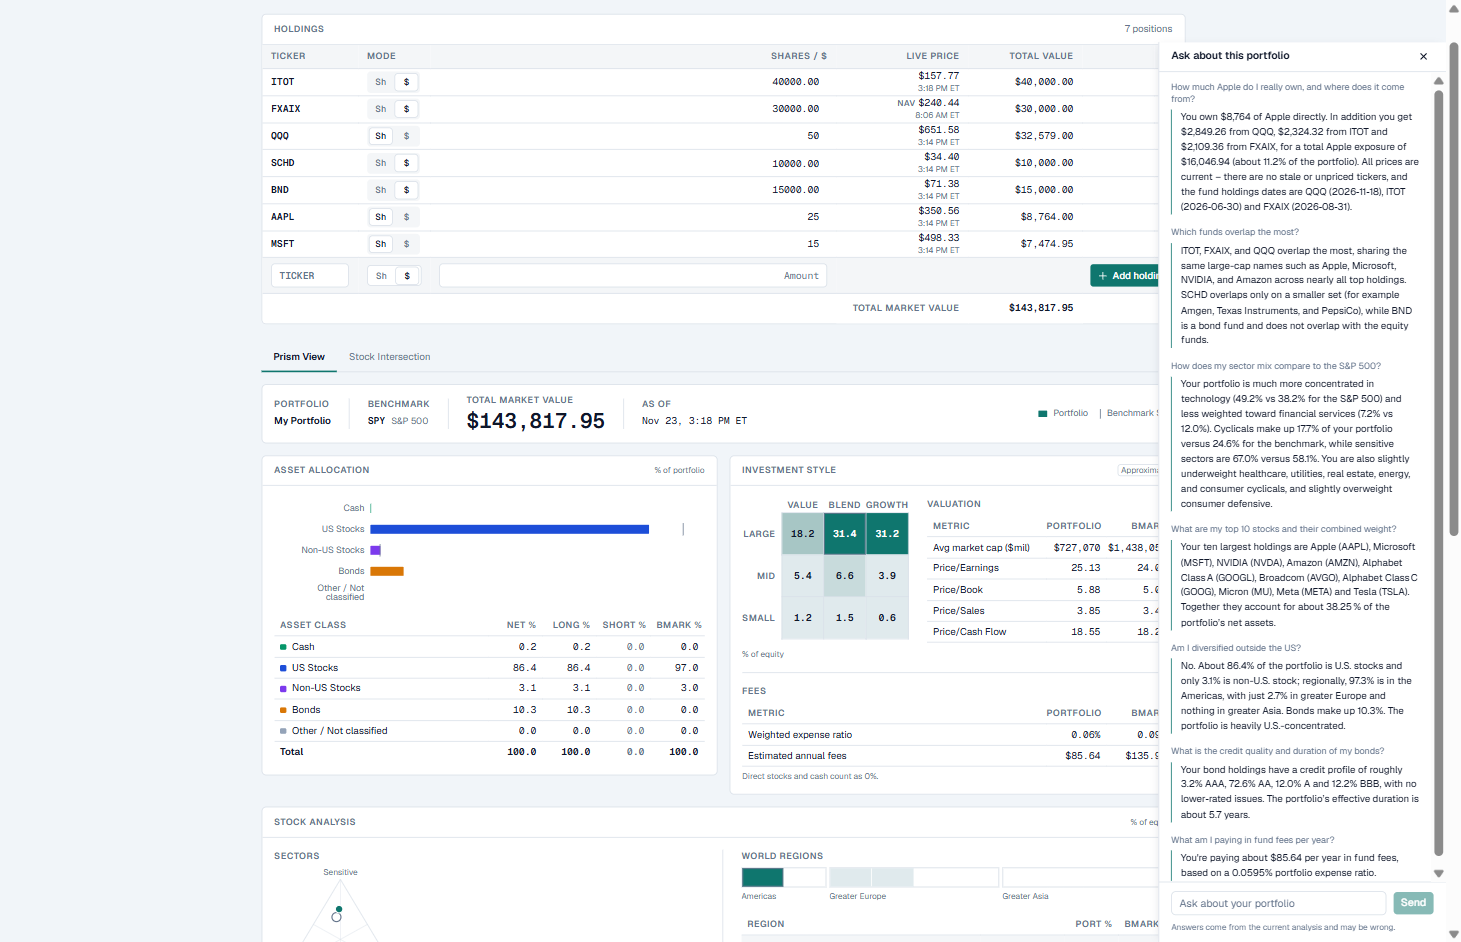 HOLDINGS 7 positions
TICKER MODE SHARES / $ LIVE PRICE TOTAL VALUE
ITOT Sh $ 40000.00 $157.77 $40,000.00
3:18 PM ET
FXAIX Sh $ 30000.00 NAV $240.44 $30,000.00
8:06 AM ET
QQQ Sh $ 50 $651.58 $32,579.00
3:14 PM ET
SCHD Sh $ 10000.00 $34.40 $10,000.00
3:14 PM ET
BND Sh $ 15000.00 $71.38 $15,000.00
3:14 PM ET
AAPL Sh $ 25 $350.56 $8,764.00
3:14 PM ET
MSFT Sh $ 15 $498.33 $7,474.95
3:14 PM ET
TICKER Sh $ Amount + Add holdin
TOTAL MARKET VALUE $143,817.95
Prism View Stock Intersection
PORTFOLIO BENCHMARK TOTAL MARKET VALUE AS OF
My Portfolio SPY S&P 500 $143,817.95 Nov 23, 3:18 PM ET
Portfolio Benchmark S
ASSET ALLOCATION % of portfolio
Cash
US Stocks
Non-US Stocks
Bonds
Other / Not
classified
ASSET CLASS NET % LONG % SHORT % BMARK %
Cash 0.2 0.2 0.0 0.0
US Stocks 86.4 86.4 0.0 97.0
Non-US Stocks 3.1 3.1 0.0 3.0
Bonds 10.3 10.3 0.0 0.0
Other / Not classified 0.0 0.0 0.0 0.0
Total 100.0 100.0 0.0 100.0
INVESTMENT STYLE Approxima
VALUE BLEND GROWTH
LARGE 18.2 31.4 31.2
MID 5.4 6.6 3.9
SMALL 1.2 1.5 0.6
% of equity
VALUATION
METRIC PORTFOLIO BMAR
Avg market cap ($mil) $727,070 $1,438,05
Price/Earnings 25.13 24.0
Price/Book 5.88 5.0
Price/Sales 3.85 3.4
Price/Cash Flow 18.55 18.2
FEES
METRIC PORTFOLIO BMAR
Weighted expense ratio 0.06% 0.09
Estimated annual fees $85.64 $135.9
Direct stocks and cash count as 0%.
STOCK ANALYSIS % of eq
SECTORS
Sensitive
WORLD REGIONS
Americas Greater Europe Greater Asia
REGION PORT % BMARK
Ask about this portfolio ×
How much Apple do I really own, and where does it come
from?
You own $8,764 of Apple directly. In addition you get
$2,849.26 from QQQ, $2,324.32 from ITOT and
$2,109.36 from FXAIX, for a total Apple exposure of
$16,046.94 (about 11.2% of the portfolio). All prices are
current – there are no stale or unpriced tickers, and
the fund holdings dates are QQQ (2026-11-18), ITOT
(2026-06-30) and FXAIX (2026-08-31).
Which funds overlap the most?
ITOT, FXAIX, and QQQ overlap the most, sharing the
same large-cap names such as Apple, Microsoft,
NVIDIA, and Amazon across nearly all top holdings.
SCHD overlaps only on a smaller set (for example
Amgen, Texas Instruments, and PepsiCo), while BND
is a bond fund and does not overlap with the equity
funds.
How does my sector mix compare to the S&P 500?
Your portfolio is much more concentrated in
technology (49.2% vs 38.2% for the S&P 500) and
less weighted toward financial services (7.2% vs
12.0%). Cyclicals make up 17.7% of your portfolio
versus 24.6% for the benchmark, while sensitive
sectors are 67.0% versus 58.1%. You are also slightly
underweight healthcare, utilities, real estate, energy,
and consumer cyclicals, and slightly overweight
consumer defensive.
What are my top 10 stocks and their combined weight?
Your ten largest holdings are Apple (AAPL), Microsoft
(MSFT), NVIDIA (NVDA), Amazon (AMZN), Alphabet
Class A (GOOGL), Broadcom (AVGO), Alphabet Class C
(GOOG), Micron (MU), Meta (META) and Tesla (TSLA).
Together they account for about 38.25 % of the
portfolio's net assets.
Am I diversified outside the US?
No. About 86.4% of the portfolio is U.S. stocks and
only 3.1% is non-U.S. stock; regionally, 97.3% is in the
Americas, with just 2.7% in greater Europe and
nothing in greater Asia. Bonds make up 10.3%. The
portfolio is heavily U.S.-concentrated.
What is the credit quality and duration of my bonds?
Your bond holdings have a credit profile of roughly
3.2% AAA, 72.6% AA, 12.0% A and 12.2% BBB, with no
lower-rated issues. The portfolio's effective duration is
about 5.7 years.
What am I paying in fund fees per year?
You're paying about $85.64 per year in fund fees,
based on a 0.0595% portfolio expense ratio.
Ask about your portfolio Send
Answers come from the current analysis and may be wrong.